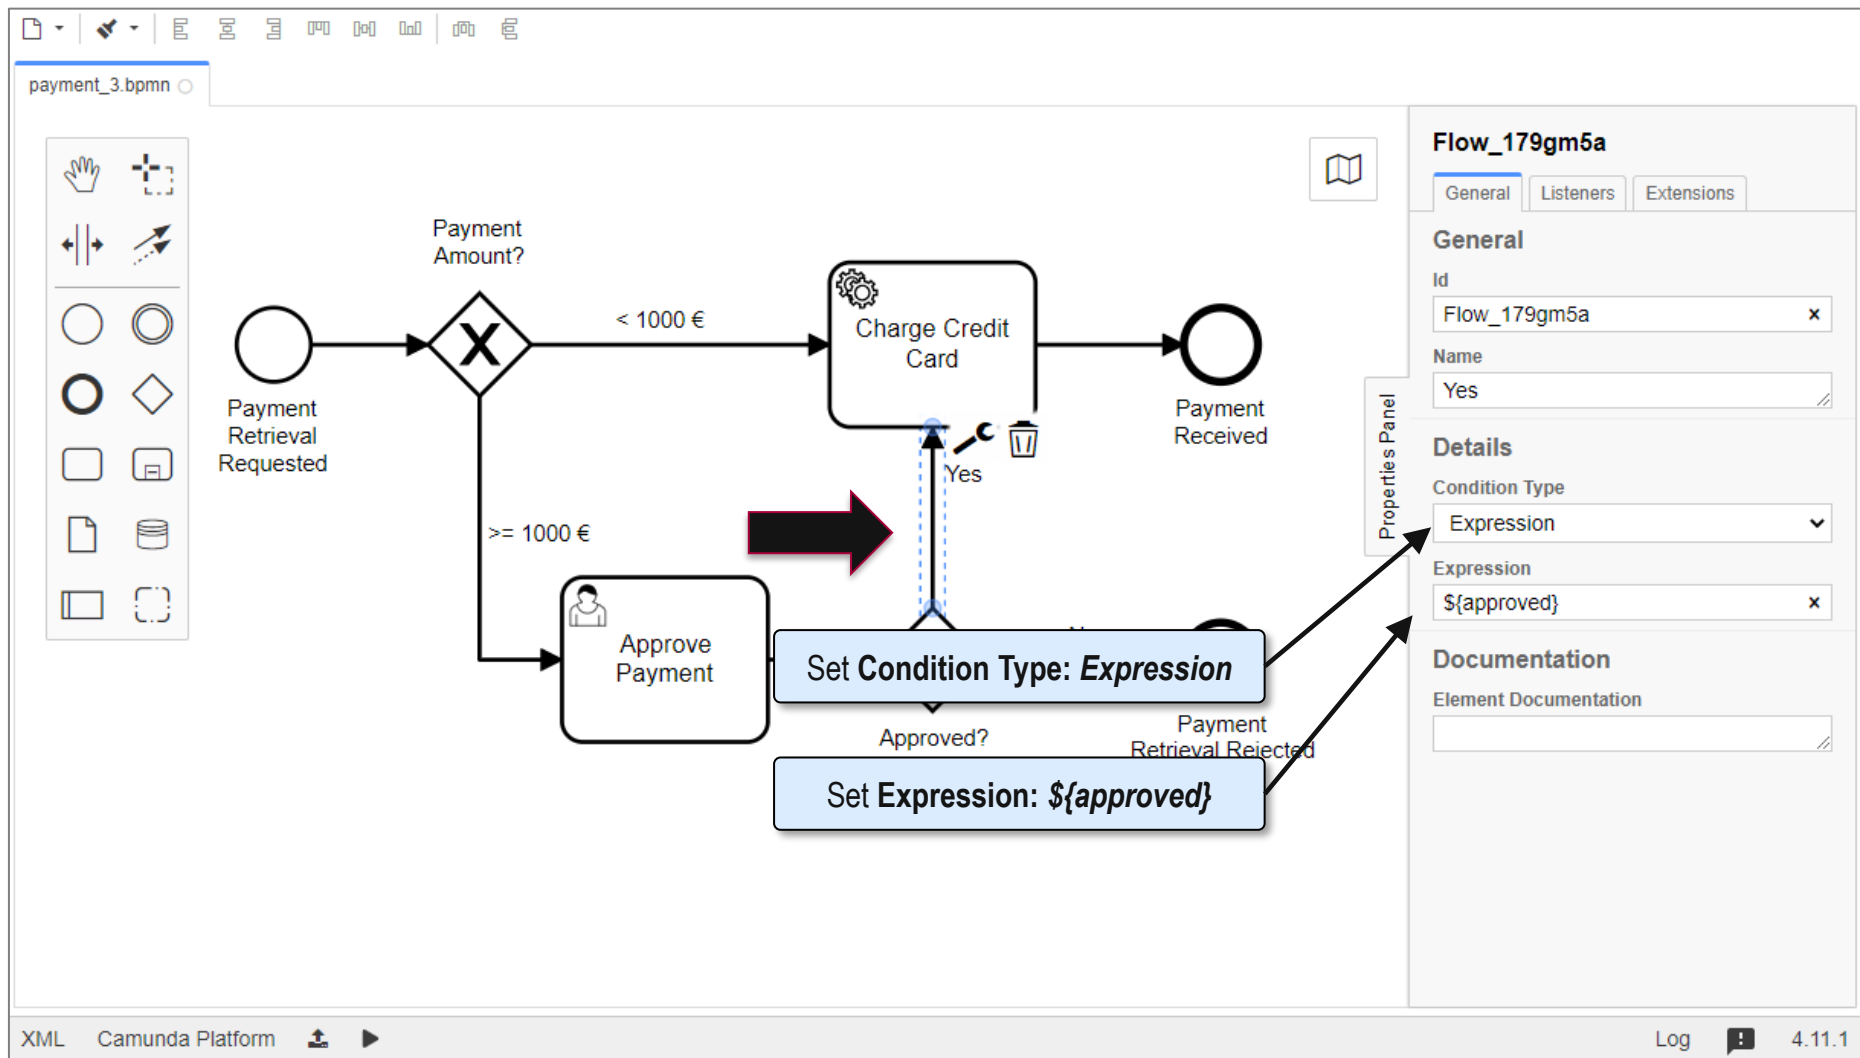 payment_3.bpmn
Payment
Amount?
< 1000 €
Charge Credit
Card
Payment
Retrieval
Requested
Payment
Received
Yes
>= 1000 €
Approve
Payment
Set Condition Type: Expression
Approved?
Payment
Retrieval Rejected
Set Expression: ${approved}
Properties Panel
Flow_179gm5a
General
Listeners
Extensions
General
Id
Flow_179gm5a
Name
Yes
Details
Condition Type
Expression
Expression
${approved}
Documentation
Element Documentation
XML
Camunda Platform
Log
4.11.1